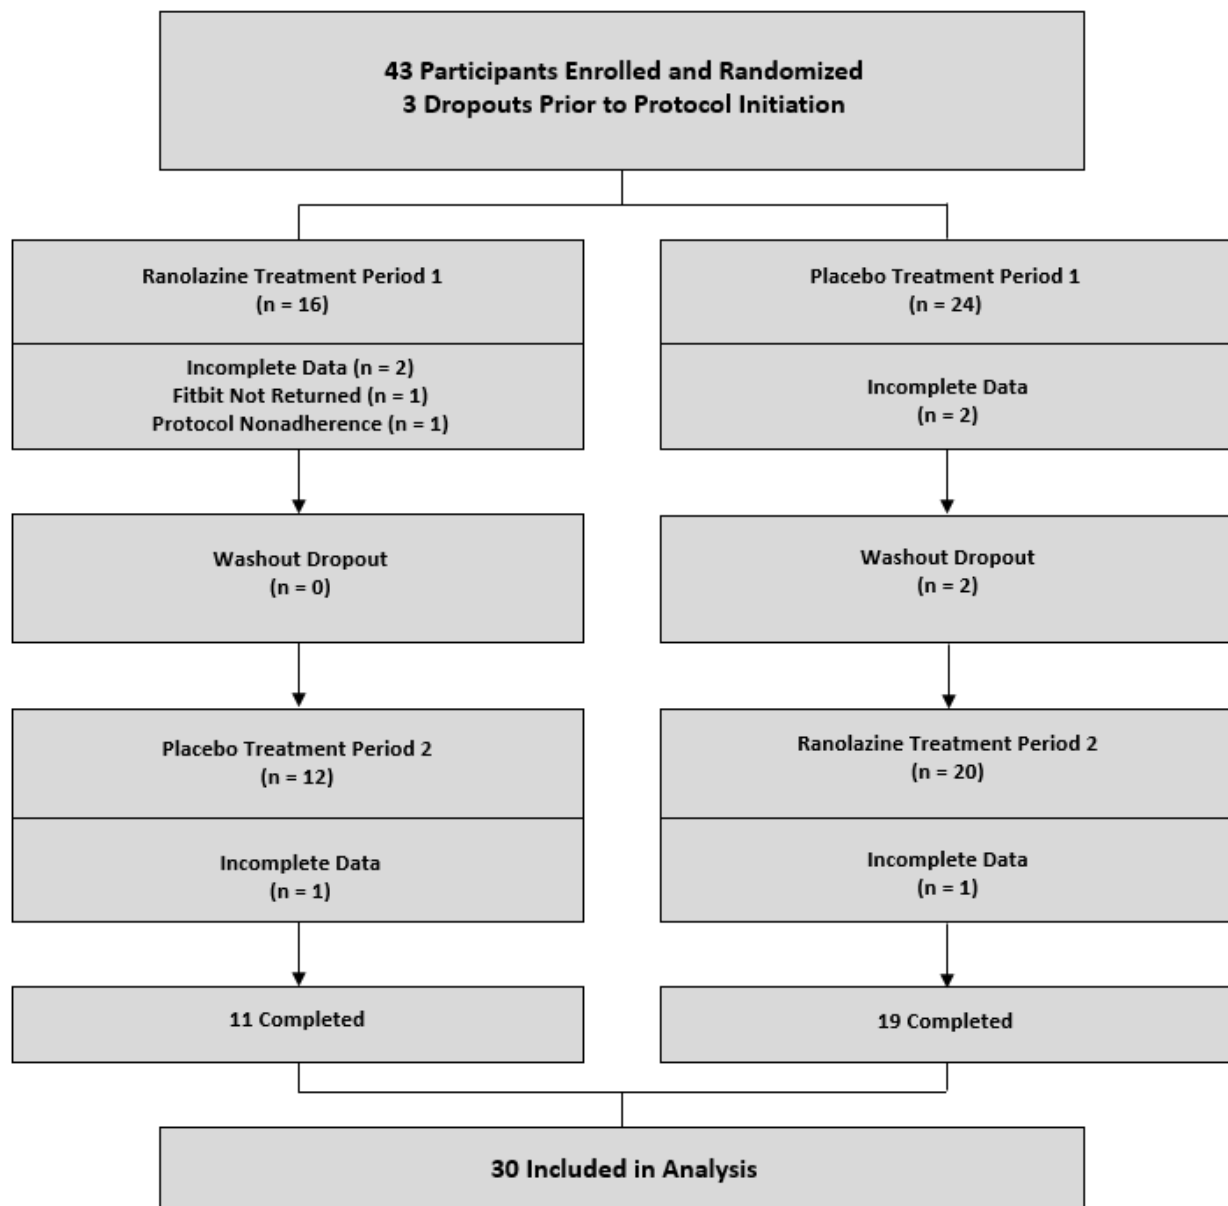 43 Participants Enrolled and Randomized
3 Dropouts Prior to Protocol Initiation
Ranolazine Treatment Period 1
(n = 16)
Incomplete Data (n = 2)
Fitbit Not Returned (n = 1)
Protocol Nonadherence (n = 1)
Washout Dropout
(n = 0)
Placebo Treatment Period 2
(n = 12)
Incomplete Data
(n = 1)
11 Completed
Placebo Treatment Period 1
(n = 24)
Incomplete Data
(n = 2)
Washout Dropout
(n = 2)
Ranolazine Treatment Period 2
(n = 20)
Incomplete Data
(n = 1)
19 Completed
30 Included in Analysis